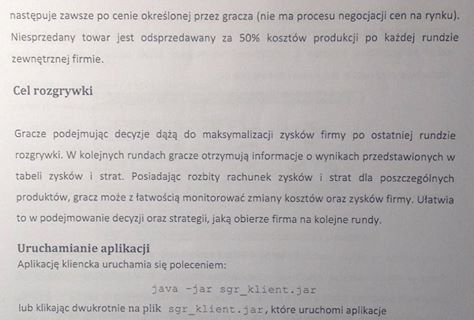 następuje zawsze po cenie określonej przez gracza (nie ma procesu negocjacji cen na rynku).
Niesprzedany towar jest odsprzedawany za 50% kosztów produkcji po każdej rundzie
zewnętrznej firmie.
Cel rozgrywki
Gracze podejmując decyzje dążą do maksymalizacji zysków firmy po ostatniej rundzie
rozgrywki. W kolejnych rundach gracze otrzymują informacje o wynikach przedstawionych w
tabeli zysków i strat. Posiadając rozbity rachunek zysków i strat dla poszczególnych
produktów, gracz może z łatwością monitorować zmiany kosztów oraz zysków firmy. Ułatwia
to w podejmowanie decyzji oraz strategii, jaką obierze firma na kolejne rundy.
Uruchamianie aplikacji
Aplikację kliencka uruchamia się poleceniem:
java -jar sgr_klient.jar
lub klikając dwukrotnie na plik sgr_klient.jar, które uruchomi aplikacje